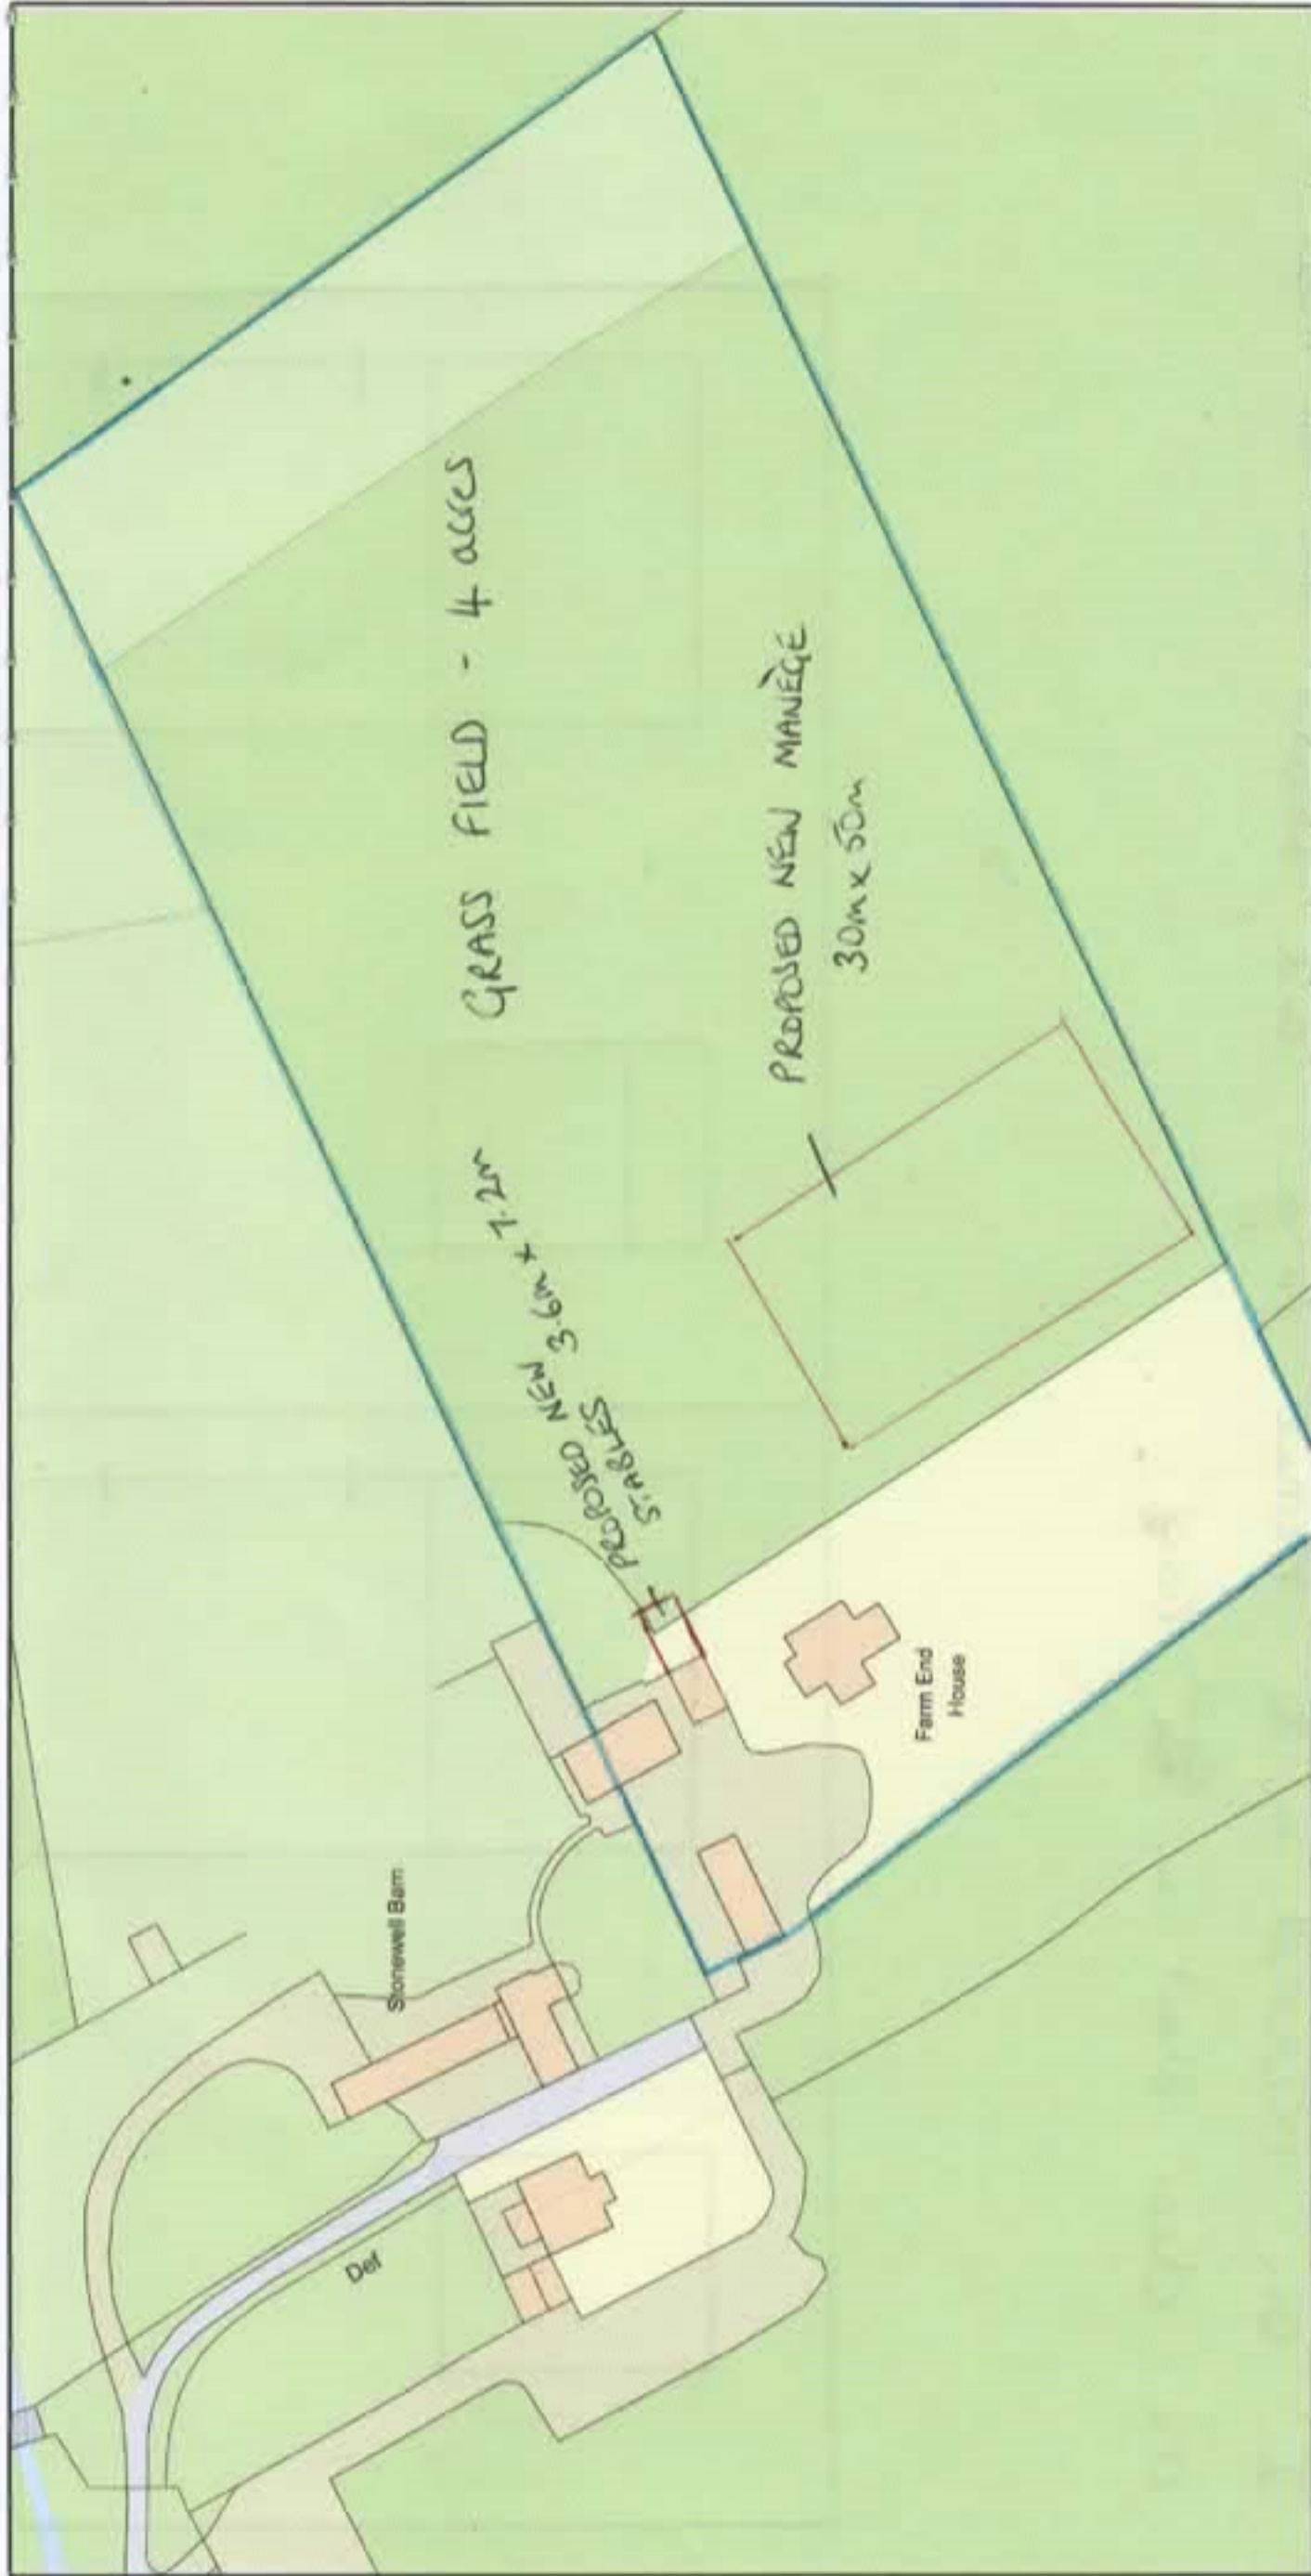 GRASS FIELD - 4 acres
PROPOSED NEW 3.6m x 7.2m
STABLES
PROPOSED NEW MANÈGE
30m x 50m
Stonewell Barn
Farm End
House
Def